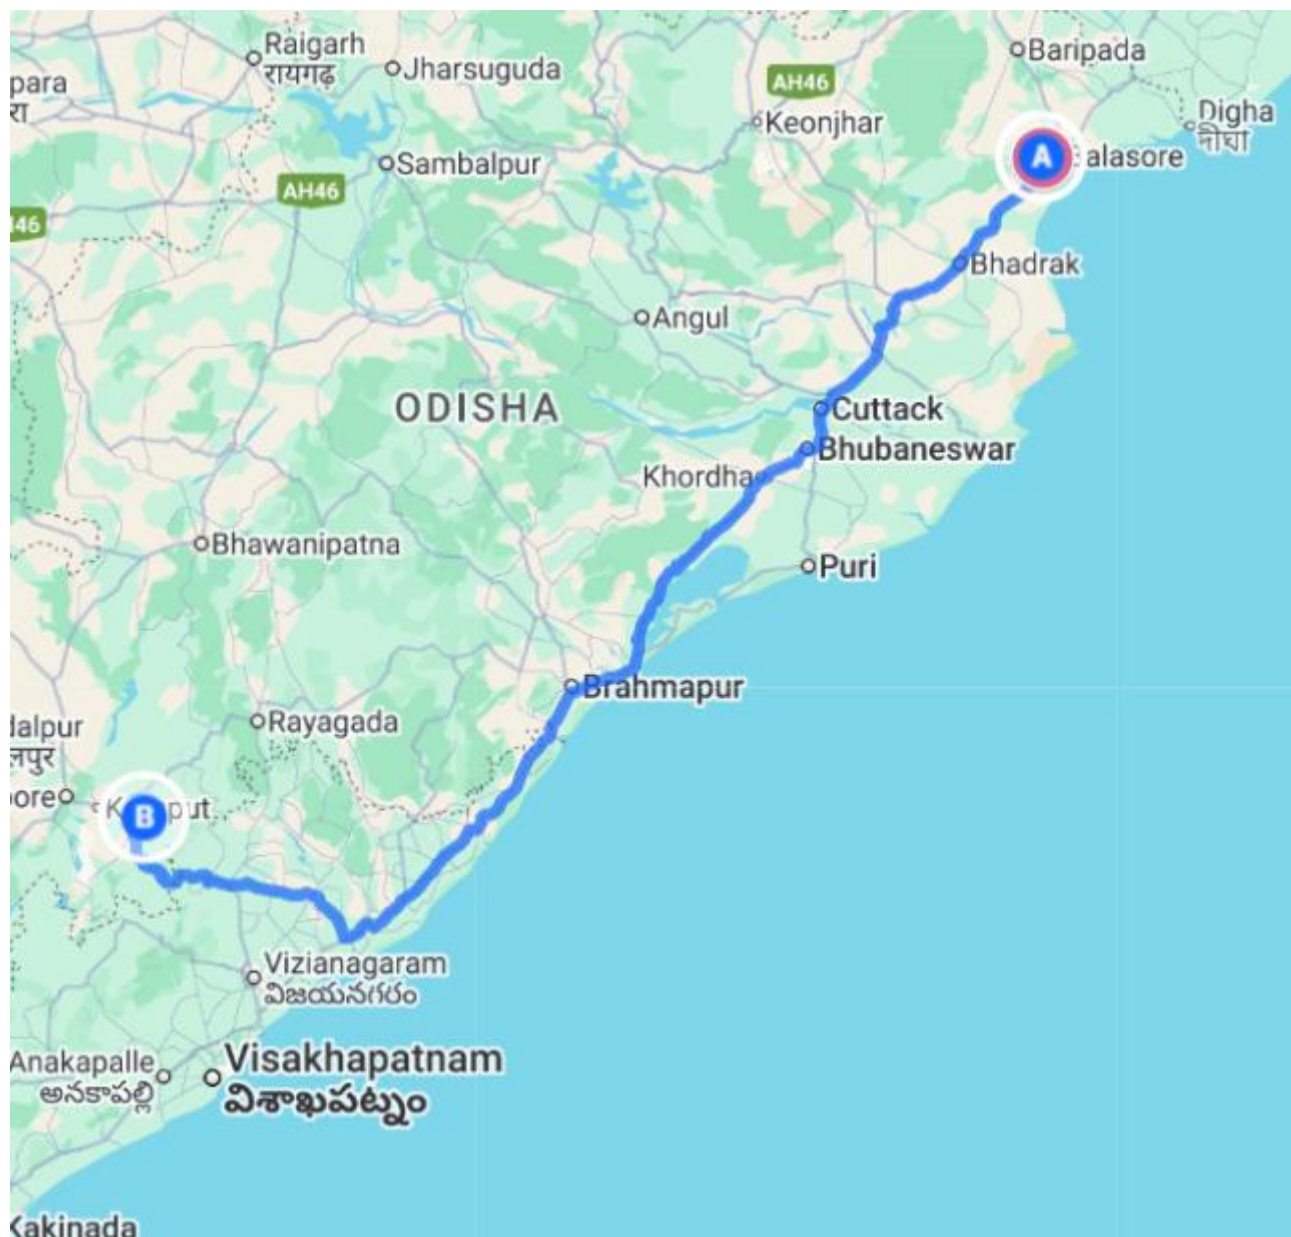 Raigarh
रायगढ़
Jharsuguda
AH46
Baripada
para
रा
Digha
দীঘা
Keonjhar
Sambalpur
AH46
A
alasore
46
Bhadrak
Angul
ODISHA
Cuttack
Bhubaneswar
Khordha
Bhawanipatna
Puri
Brahmapur
Rayagada
dalpur
लपुर
ore
K
put
B
Vizianagaram
విజయనగరం
Anakapalle
అనకాపల్లి
Visakhapatnam
విశాఖపట్నం
Kakinada